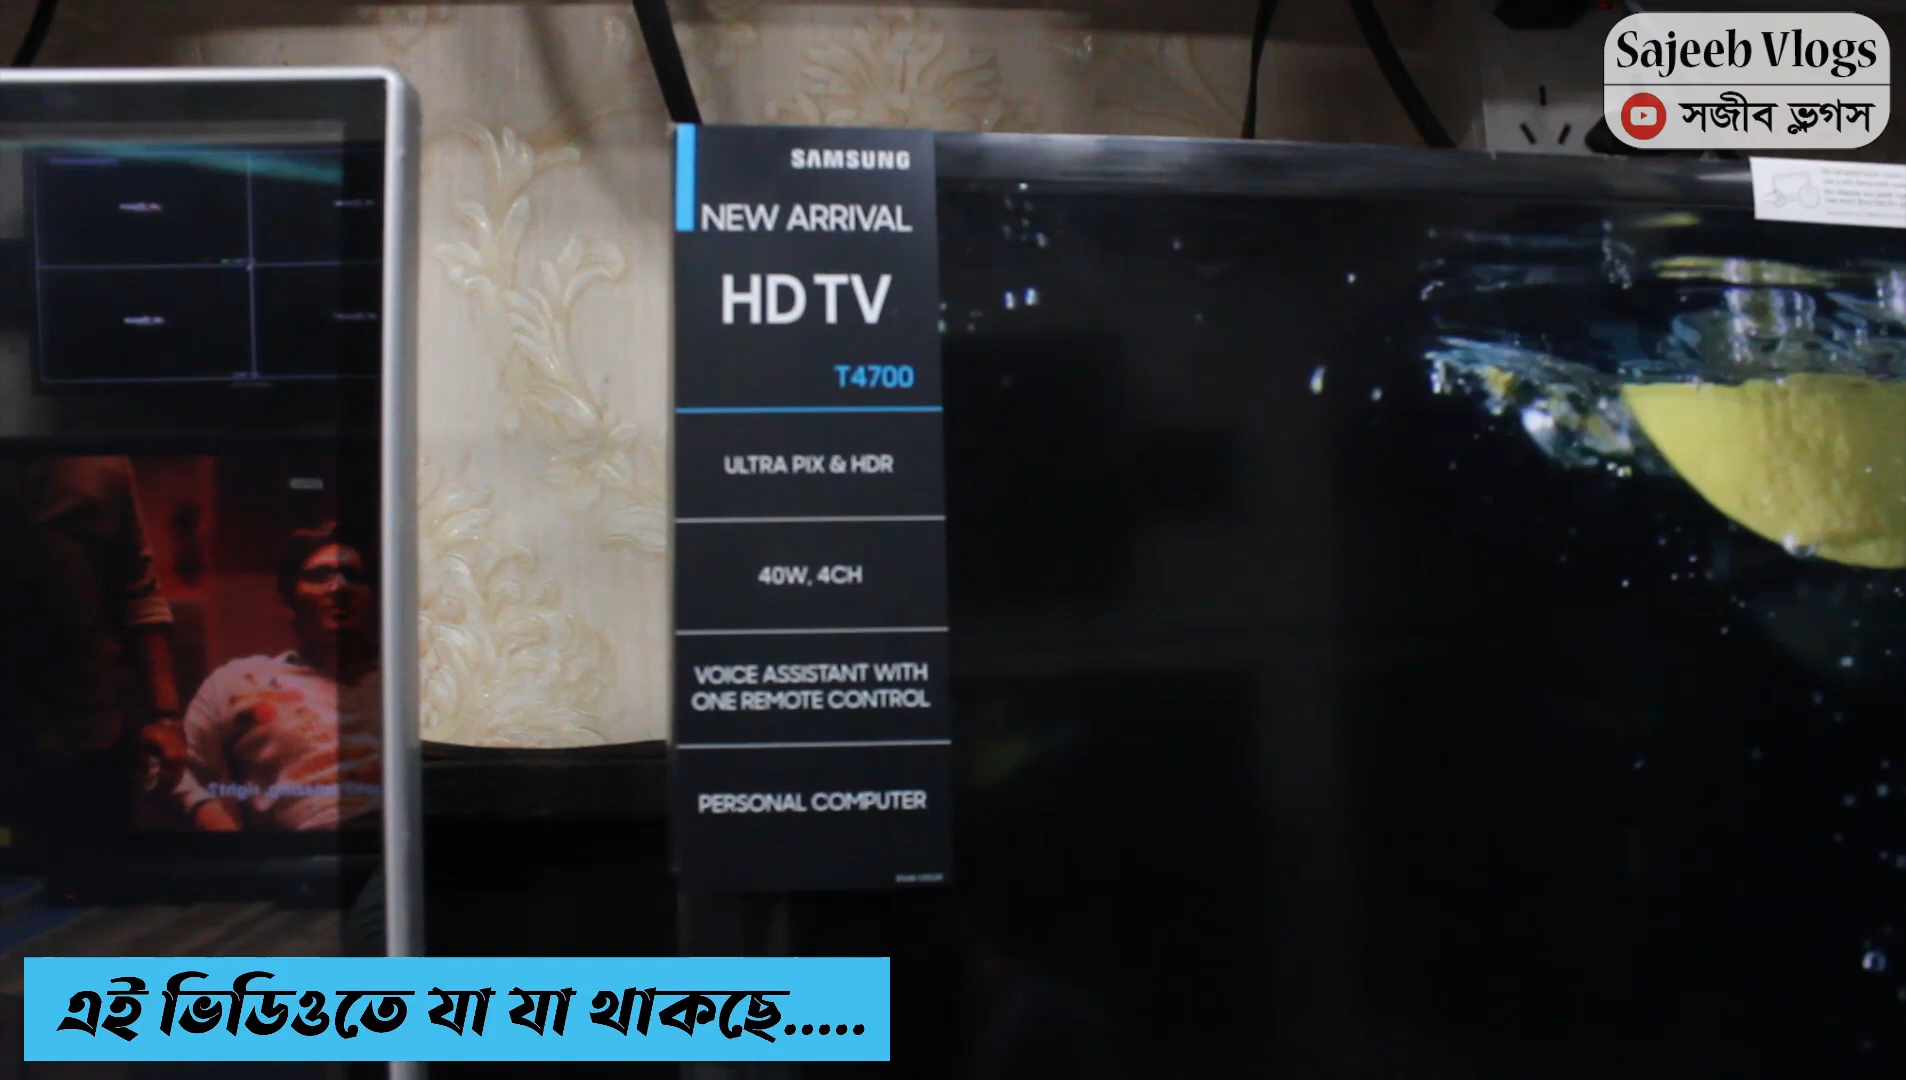 Sajeeb Vlogs
সজীব ভ্লগস
SAMSUNG
NEW ARRIVAL
HD TV
T4700
ULTRA PIX & HDR
40W, 4CH
VOICE ASSISTANT WITH
ONE REMOTE CONTROL
PERSONAL COMPUTER
এই ভিডিওতে যা যা থাকছে.....